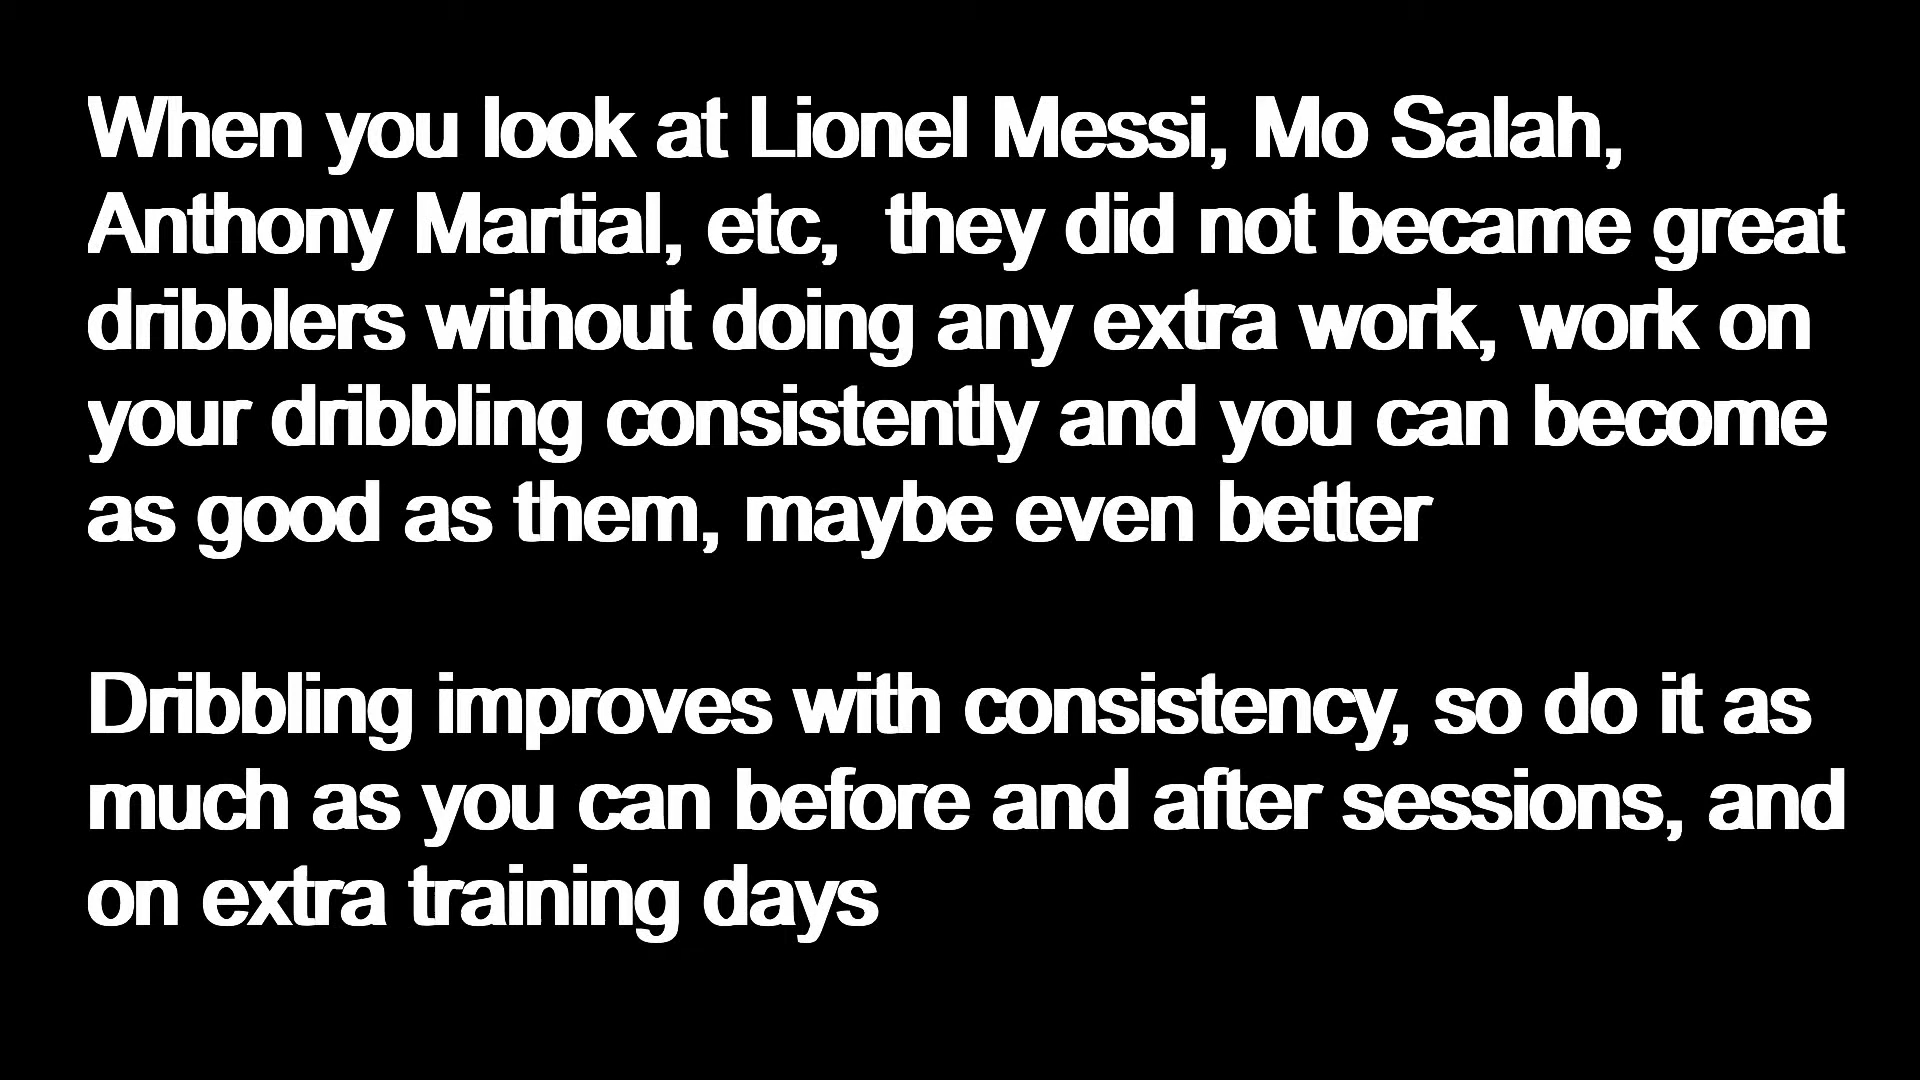 When you look at Lionel Messi, Mo Salah,
Anthony Martial, etc,  they did not became great
dribblers without doing any extra work, work on
your dribbling consistently and you can become
as good as them, maybe even better
Dribbling improves with consistency, so do it as
much as you can before and after sessions, and
on extra training days